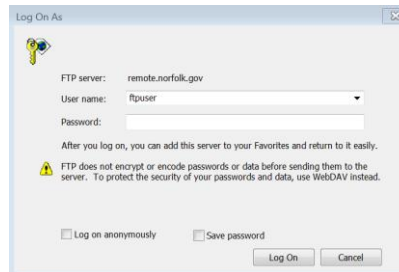 Log On As
FTP server: remote.norfolk.gov
User name: ftpuser
Password:
After you log on, you can add this server to your Favorites and return to it easily.
FTP does not encrypt or encode passwords or data before sending them to the
server. To protect the security of your passwords and data, use WebDAV instead.
Log on anonymously Save password
Log On Cancel